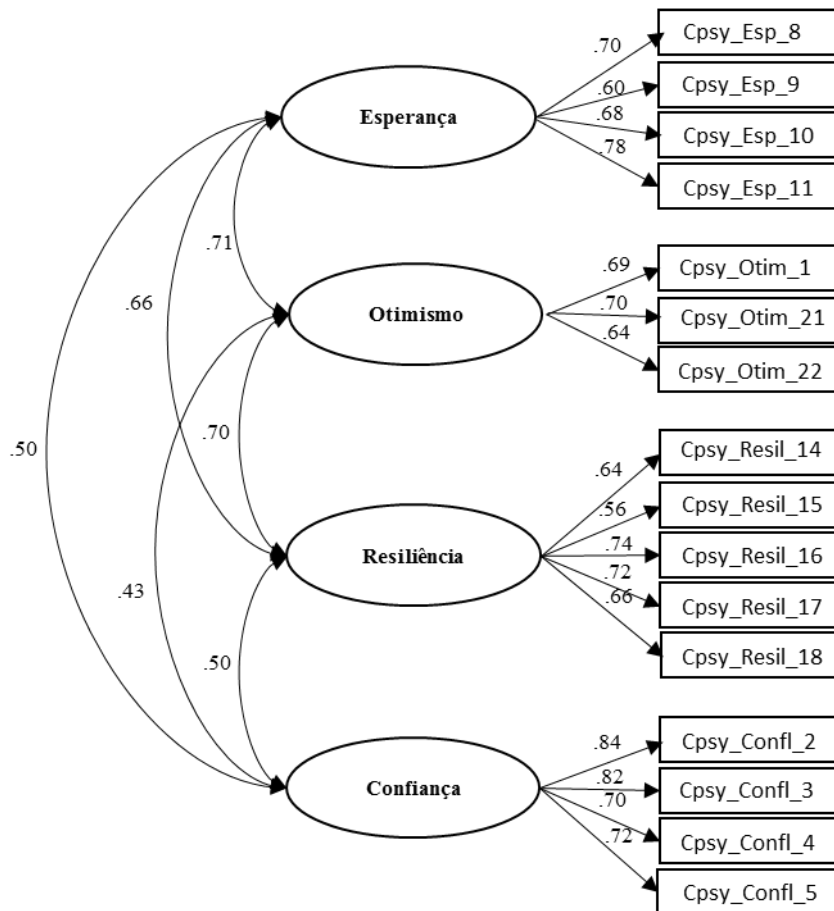 .70
Cpsy_Esp_8
.60
Cpsy_Esp_9
Esperança
.68
Cpsy_Esp_10
.78
Cpsy_Esp_11
.71
.66
.69
Cpsy_Otim_1
Otimismo
.70
Cpsy_Otim_21
.64
Cpsy_Otim_22
.50
.70
.64
Cpsy_Resil_14
.56
Cpsy_Resil_15
Resiliência
.74
Cpsy_Resil_16
.72
Cpsy_Resil_17
.66
Cpsy_Resil_18
.43
.50
.84
Cpsy_Confl_2
Confiança
.82
Cpsy_Confl_3
.70
Cpsy_Confl_4
.72
Cpsy_Confl_5